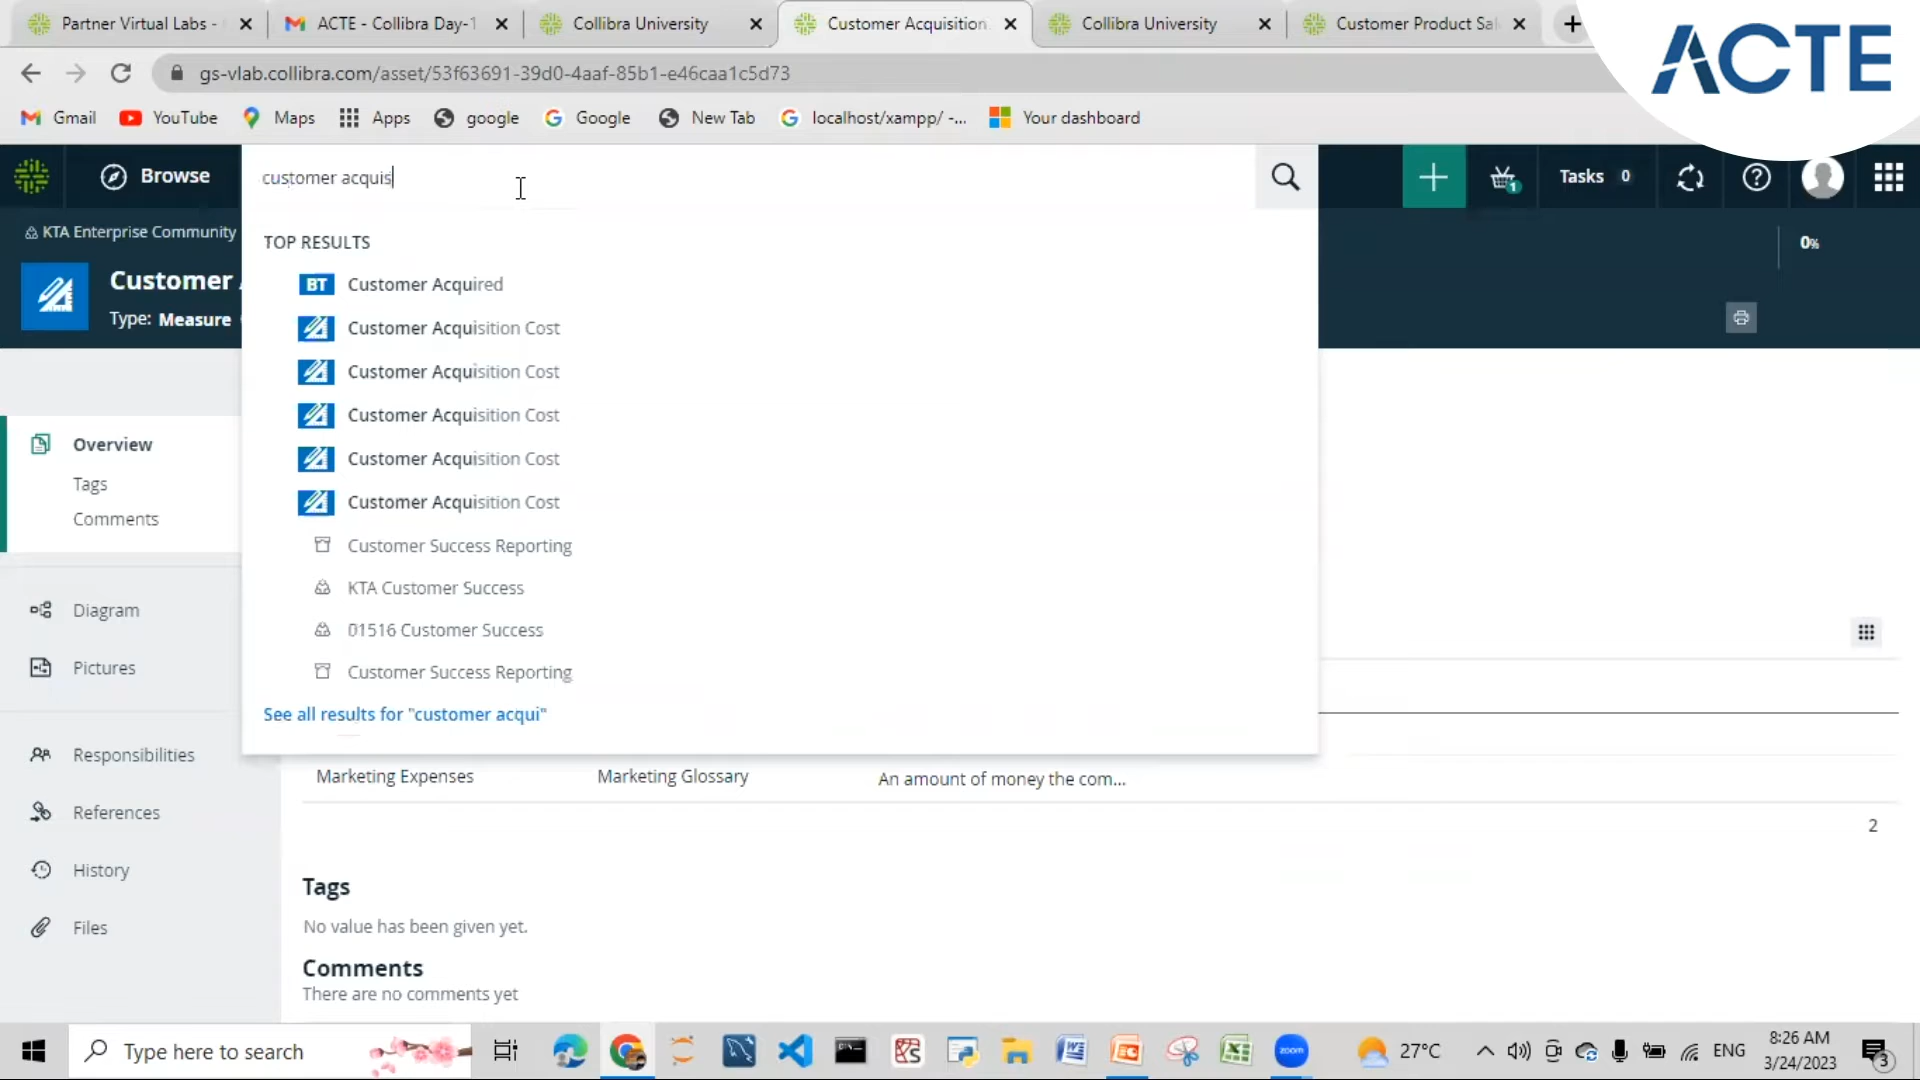 Partner Virtual Labs -
ACTE - Collibra Day-1
Collibra University
Customer Acquisition
Collibra University
Customer Product Sal
ACTE
gs-vlab.collibra.com/asset/53f63691-39d0-4aaf-85b1-e46caa1c5d73
Gmail
YouTube
Maps
Apps
google
Google
New Tab
localhost/xampp/ -...
Your dashboard
Browse
customer acquis
1
Tasks 0
KTA Enterprise Community
0%
Customer
Type: Measure
TOP RESULTS
BT Customer Acquired
Customer Acquisition Cost
Customer Acquisition Cost
Customer Acquisition Cost
Customer Acquisition Cost
Customer Acquisition Cost
Customer Success Reporting
KTA Customer Success
01516 Customer Success
Customer Success Reporting
See all results for "customer acqui"
Overview
Tags
Comments
Diagram
Pictures
Responsibilities
References
History
Files
Marketing Expenses
Marketing Glossary
An amount of money the com...
2
Tags
No value has been given yet.
Comments
There are no comments yet
Type here to search
zoom
27°C
ENG
8:26 AM
3/24/2023
3